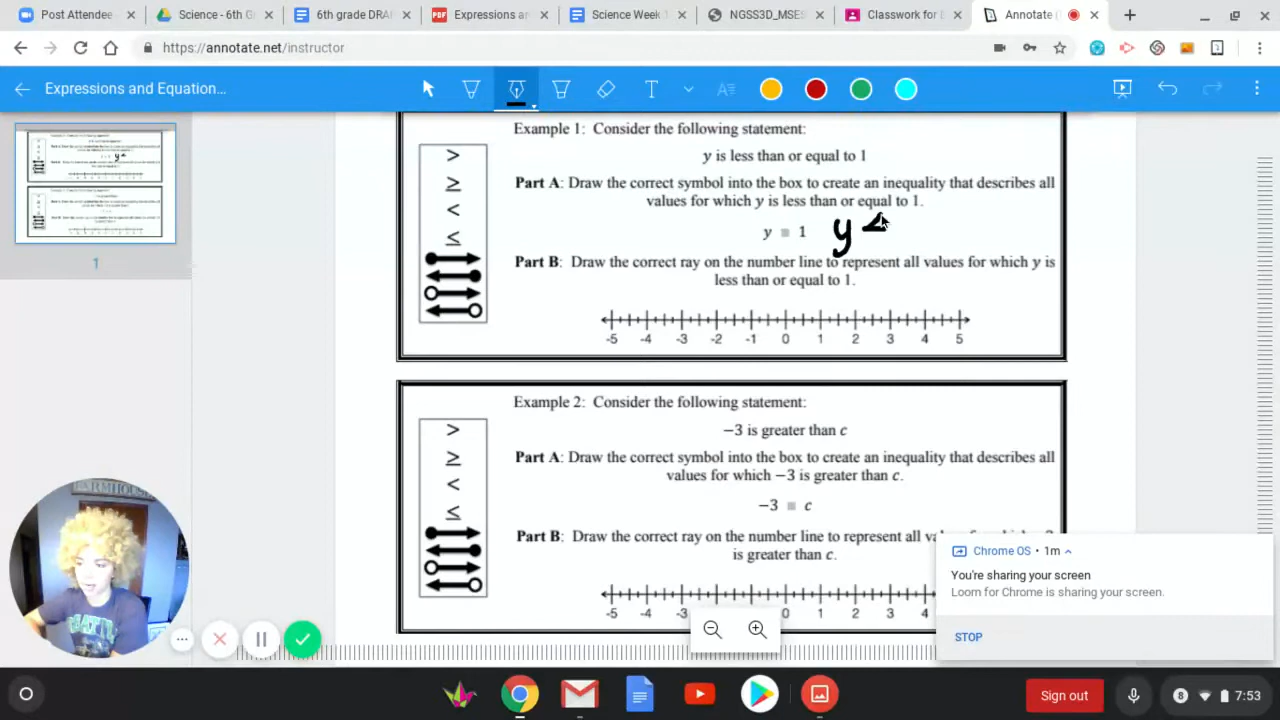 Post Attendee
Science - 6th G
6th grade DRA
Expressions an
Science Week
NGSS3D_MSES
Classwork for
Annotate
https://annotate.net/instructor
Expressions and Equation...
T
1
Example 1: Consider the following statement:
y is less than or equal to 1
Part A: Draw the correct symbol into the box to create an inequality that describes all
values for which y is less than or equal to 1.
y 1
y <
Part B: Draw the correct ray on the number line to represent all values for which y is
less than or equal to 1.
-5 -4 -3 -2 -1 0 1 2 3 4 5
>
≥
<
≤
Example 2: Consider the following statement:
−3 is greater than c
Part A: Draw the correct symbol into the box to create an inequality that describes all
values for which −3 is greater than c.
−3 c
Part B: Draw the correct ray on the number line to represent all
is greater than c.
-5 -4 -3 0 1 2 3 4
>
≥
<
≤
Chrome OS • 1m
You're sharing your screen
Loom for Chrome is sharing your screen.
STOP
Sign out
8
7:53